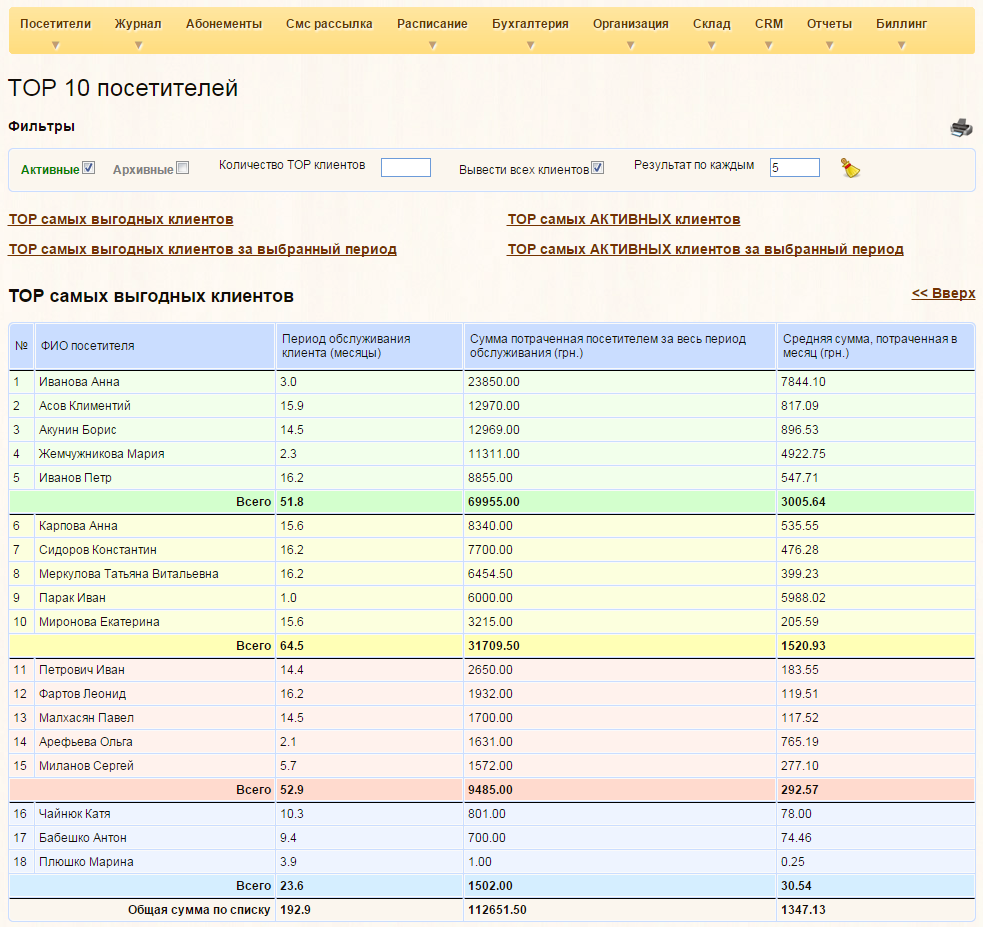 Посетители Журнал Абонементы Смс рассылка Расписание Бухгалтерия Организация Склад CRM Отчеты Биллинг
TOP 10 посетителей
Фильтры
Активные Архивные Количество TOP клиентов Вывести всех клиентов Результат по каждым 5
TOP самых выгодных клиентов TOP самых АКТИВНЫХ клиентов
TOP самых выгодных клиентов за выбранный период TOP самых АКТИВНЫХ клиентов за выбранный период
TOP самых выгодных клиентов << Вверх
№ ФИО посетителя Период обслуживания клиента (месяцы) Сумма потраченная посетителем за весь период обслуживания (грн.) Средняя сумма, потраченная в месяц (грн.)
1 Иванова Анна 3.0 23850.00 7844.10
2 Асов Климентий 15.9 12970.00 817.09
3 Акунин Борис 14.5 12969.00 896.53
4 Жемчужникова Мария 2.3 11311.00 4922.75
5 Иванов Петр 16.2 8855.00 547.71
Всего 51.8 69955.00 3005.64
6 Карпова Анна 15.6 8340.00 535.55
7 Сидоров Константин 16.2 7700.00 476.28
8 Меркулова Татьяна Витальевна 16.2 6454.50 399.23
9 Парак Иван 1.0 6000.00 5988.02
10 Миронова Екатерина 15.6 3215.00 205.59
Всего 64.5 31709.50 1520.93
11 Петрович Иван 14.4 2650.00 183.55
12 Фартов Леонид 16.2 1932.00 119.51
13 Малхасян Павел 14.5 1700.00 117.52
14 Арефьева Ольга 2.1 1631.00 765.19
15 Миланов Сергей 5.7 1572.00 277.10
Всего 52.9 9485.00 292.57
16 Чайнюк Катя 10.3 801.00 78.00
17 Бабешко Антон 9.4 700.00 74.46
18 Плюшко Марина 3.9 1.00 0.25
Всего 23.6 1502.00 30.54
Общая сумма по списку 192.9 112651.50 1347.13